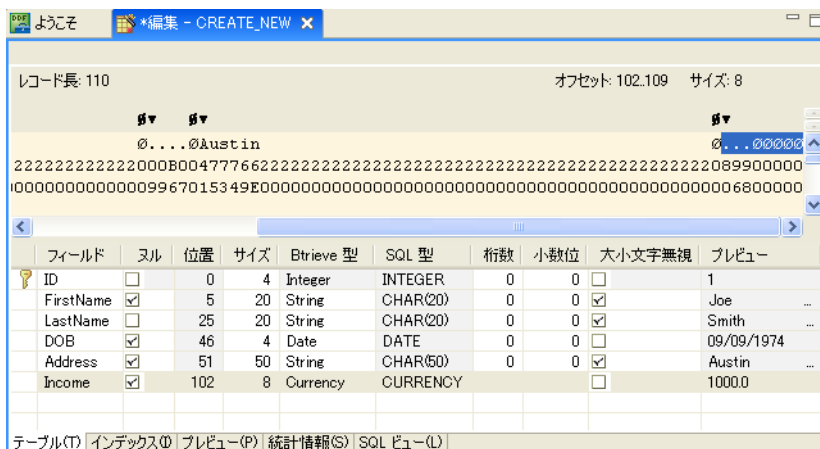 ようこそ *編集 - CREATE_NEW
レコード長: 110 オフセット: 102..109 サイズ: 8
Ø▼ Ø▼ Ø▼
Ø....ØAustin Ø...ØØØØØ
フィールド ヌル 位置 サイズ Btrieve 型 SQL 型 桁数 小数位 大小文字無視 プレビュー
ID 0 4 Integer INTEGER 0 0 1
FirstName 5 20 String CHAR(20) 0 0 Joe ...
LastName 25 20 String CHAR(20) 0 0 Smith ...
DOB 46 4 Date DATE 0 0 09/09/1974
Address 51 50 String CHAR(50) 0 0 Austin ...
Income 102 8 Currency CURRENCY 1000.0
テーブル(T) インデックス(I) プレビュー(P) 統計情報(S) SQL ビュー(L)